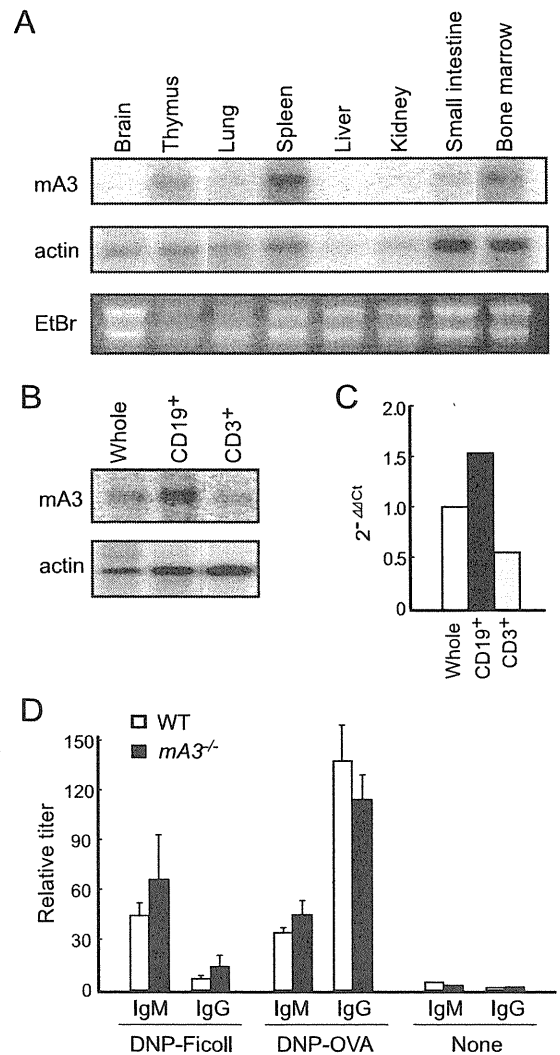 A
Brain Thymus Lung Spleen Liver Kidney Small intestine Bone marrow
mA3
actin
EtBr
B
Whole CD19+ CD3+
mA3
actin
C
2.0
1.5
1.0
0.5
0
2^-ΔΔCt
Whole CD19+ CD3+
D
WT
mA3-/-
150
120
90
60
30
0
Relative titer
IgM IgG IgM IgG IgM IgG
DNP-Ficoll DNP-OVA None